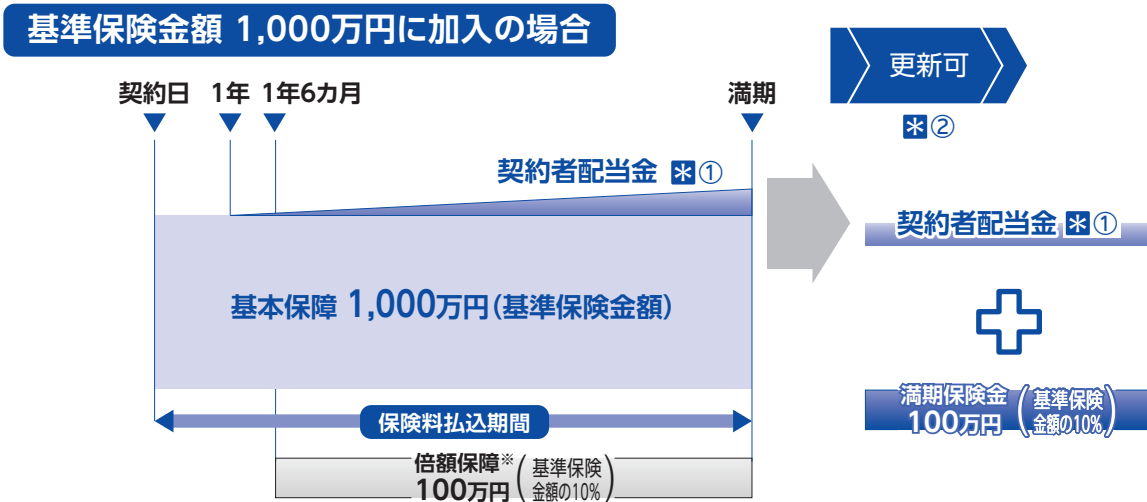 基準保険金額 1,000万円に加入の場合
更新可
*②
契約日 1年 1年6カ月 満期
契約者配当金 *①
基本保障 1,000万円(基準保険金額)
保険料払込期間
倍額保障※
100万円
(基準保険
金額の10%)
契約者配当金 *①
満期保険金
100万円
(基準保険
金額の10%)